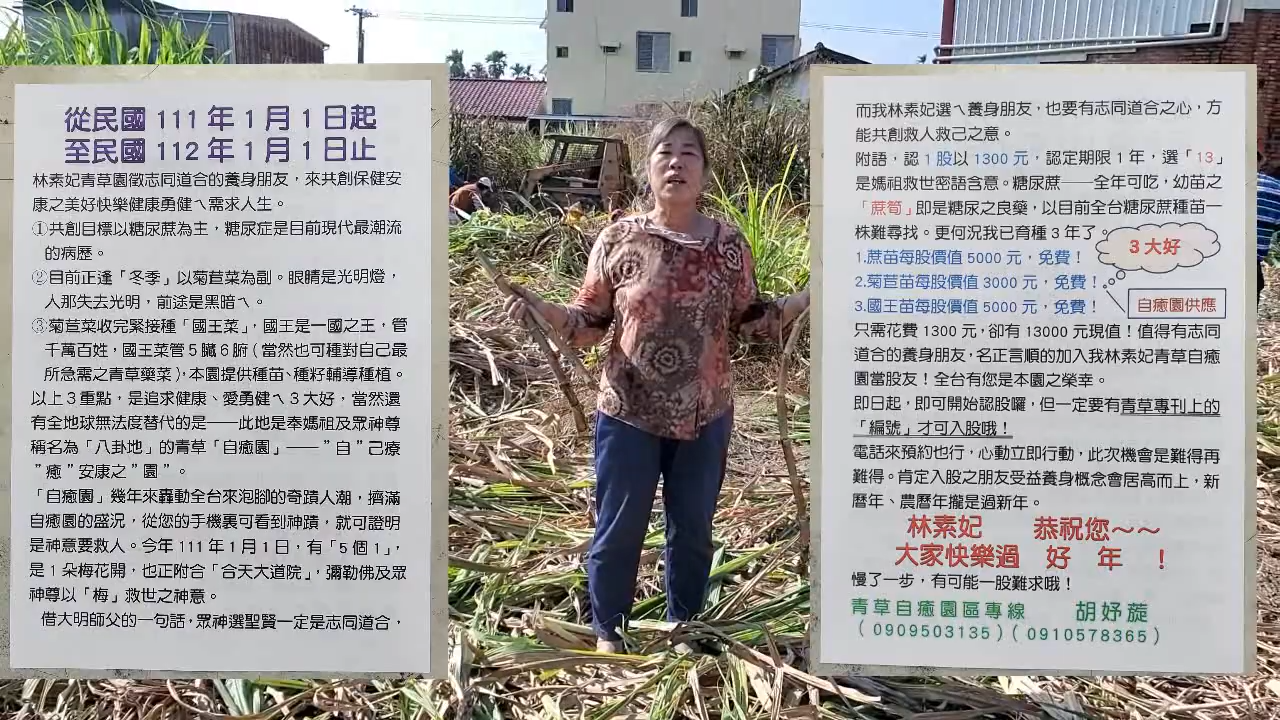 從民國 111 年 1 月 1 日起
至民國 112 年 1 月 1 日止
林素妃青草園徵志同道合的養身朋友，來共創保健安
康之美好快樂健康勇健ㄟ需求人生。
①共創目標以糖尿蔗為主，糖尿症是目前現代最潮流
的病歷。
②目前正逢「冬季」以菊苣菜為副。眼睛是光明燈，
人那失去光明，前途是黑暗ㄟ。
③菊苣菜收完緊接種「國王菜」，國王是一國之王，管
千萬百姓，國王菜管5臟6腑（當然也可種對自己最
所急需之青草藥菜），本園提供種苗、種籽輔導種植。
以上3重點，是追求健康、愛勇健ㄟ3大好，當然還
有全地球無法度替代的是——此地是奉媽祖及眾神尊
稱名為「八卦地」的青草「自癒園」——"自"己療
"癒"安康之"園"。
「自癒園」幾年來轟動全台來泡腳的奇蹟人潮，擠滿
自癒園的盛況，從您的手機裏可看到神蹟，就可證明
是神意要救人。今年111年1月1日，有「5個1」，
是1朵梅花開，也正附合「合天大道院」，彌勒佛及眾
神尊以「梅」救世之神意。
借大明師父的一句話，眾神選聖賢一定是志同道合，
而我林素妃選ㄟ養身朋友，也要有志同道合之心，方
能共創救人救己之意。
附語，認1股以1300元，認定期限1年，選「13」
是媽祖救世密語含意。糖尿蔗——全年可吃，幼苗之
「蔗筍」即是糖尿之良藥，以目前全台糖尿蔗種苗一
株難尋找。更何況我已育種3年了。
3大好
1.蔗苗每股價值5000元，免費！
2.菊苣苗每股價值3000元，免費！
3.國王苗每股價值5000元，免費！
自癒園供應
只需花費1300元，卻有13000元現值！值得有志同
道合的養身朋友，名正言順的加入我林素妃青草自癒
園當股友！全台有您是本園之榮幸。
即日起，即可開始認股囉，但一定要有青草專刊上的
「編號」才可入股哦！
電話來預約也行，心動立即行動，此次機會是難得再
難得。肯定入股之朋友受益養身概念會居高而上，新
曆年、農曆年攏是過新年。
林素妃 恭祝您～～
大家快樂過 好 年 ！
慢了一步，有可能一股難求哦！
青草自癒園區專線 胡妤蔙
（0909503135）（0910578365）